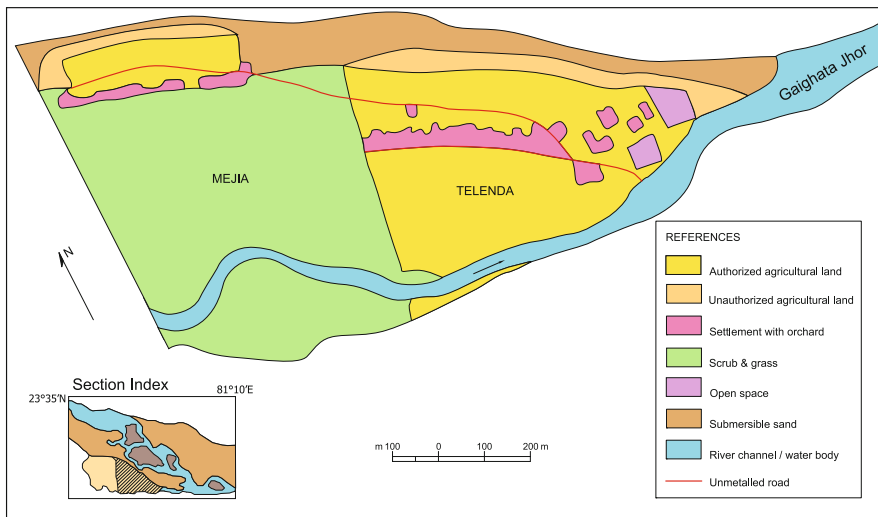 Gaighata Jhor
MEJIA
TELENDA
N
REFERENCES
Authorized agricultural land
Unauthorized agricultural land
Settlement with orchard
Scrub & grass
Open space
Submersible sand
River channel / water body
Unmetalled road
Section Index
81°10′E
23°35′N
m 100 0 100 200 m